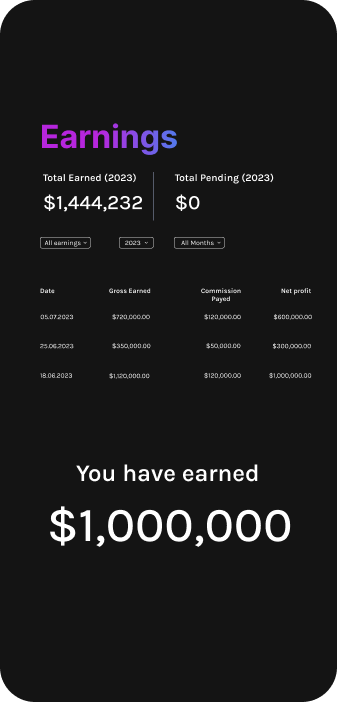 Earnings
Total Earned (2023) Total Pending (2023)
$1,444,232 $0
All earnings 2023 All Months
Date Gross Earned Commission Payed Net profit
05.07.2023 $720,000.00 $120,000.00 $600,000.00
25.06.2023 $350,000.00 $50,000.00 $300,000.00
18.06.2023 $1,120,000.00 $120,000.00 $1,000,000.00
You have earned
$1,000,000